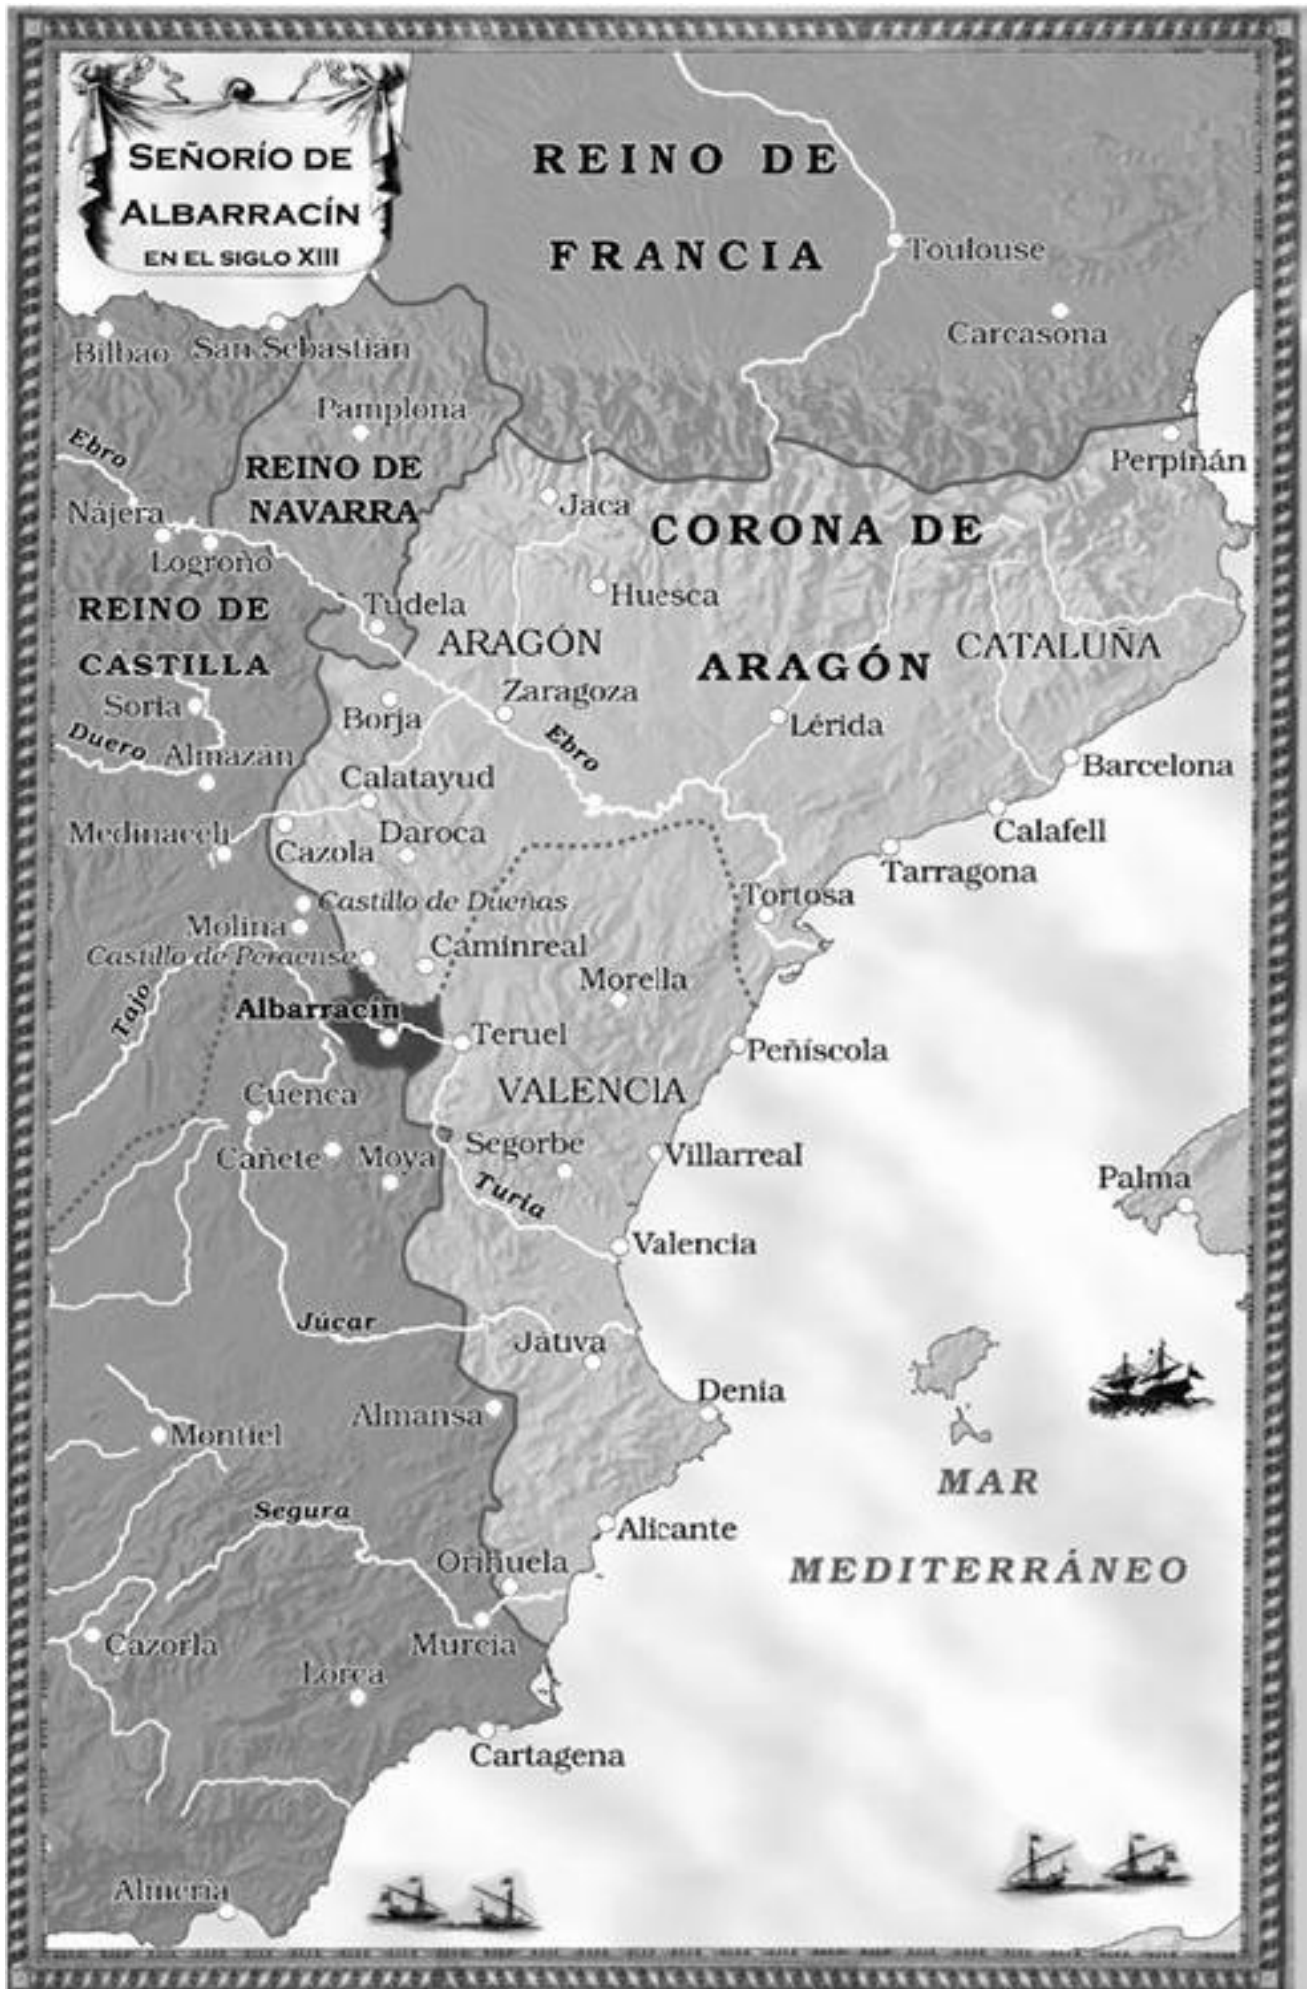 SEÑORÍO DE
ALBARRACÍN
EN EL SIGLO XIII
REINO DE
FRANCIA
Toulouse
Carcasona
Bilbao
San Sebastián
Pamplona
Perpiñán
Ebro
REINO DE
NAVARRA
Nájera
Jaca
CORONA DE
Logroño
Huesca
REINO DE
CASTILLA
Tudela
ARAGÓN
ARAGÓN
CATALUÑA
Soria
Borja
Zaragoza
Lérida
Duero
Almazán
Ebro
Barcelona
Calatayud
Medinaceli
Cazola
Daroca
Calafell
Tarragona
Castillo de Dueñas
Tortosa
Molina
Castillo de Peraense
Caminreal
Morella
Tajo
Albarracín
Teruel
Peñíscola
Cuenca
VALENCIA
Cañete
Moya
Segorbe
Villarreal
Palma
Turia
Valencia
Júcar
Játiva
Denia
Almansa
Montiel
MAR
Segura
Alicante
Orihuela
MEDITERRÁNEO
Cazorla
Murcia
Lorca
Cartagena
Almería